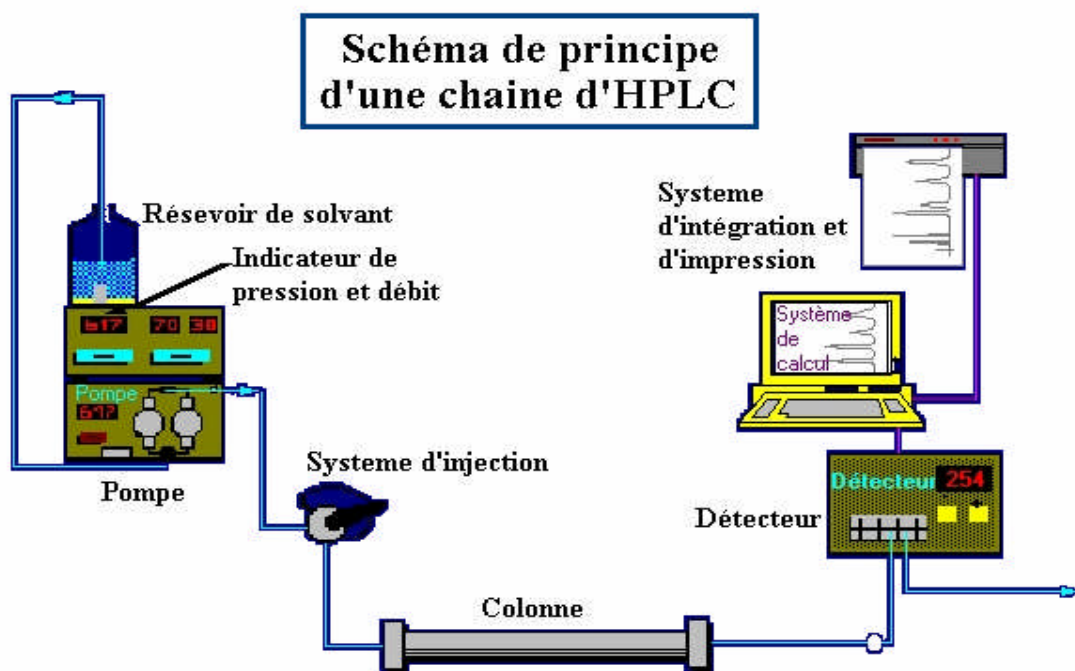 Schéma de principe
d'une chaine d'HPLC
Résevoir de solvant
Indicateur de
pression et débit
617
70 30
Pompe
617
Pompe
Systeme d'injection
Colonne
Systeme
d'intégration et
d'impression
Système
de
calcul
Détecteur
254
Détecteur